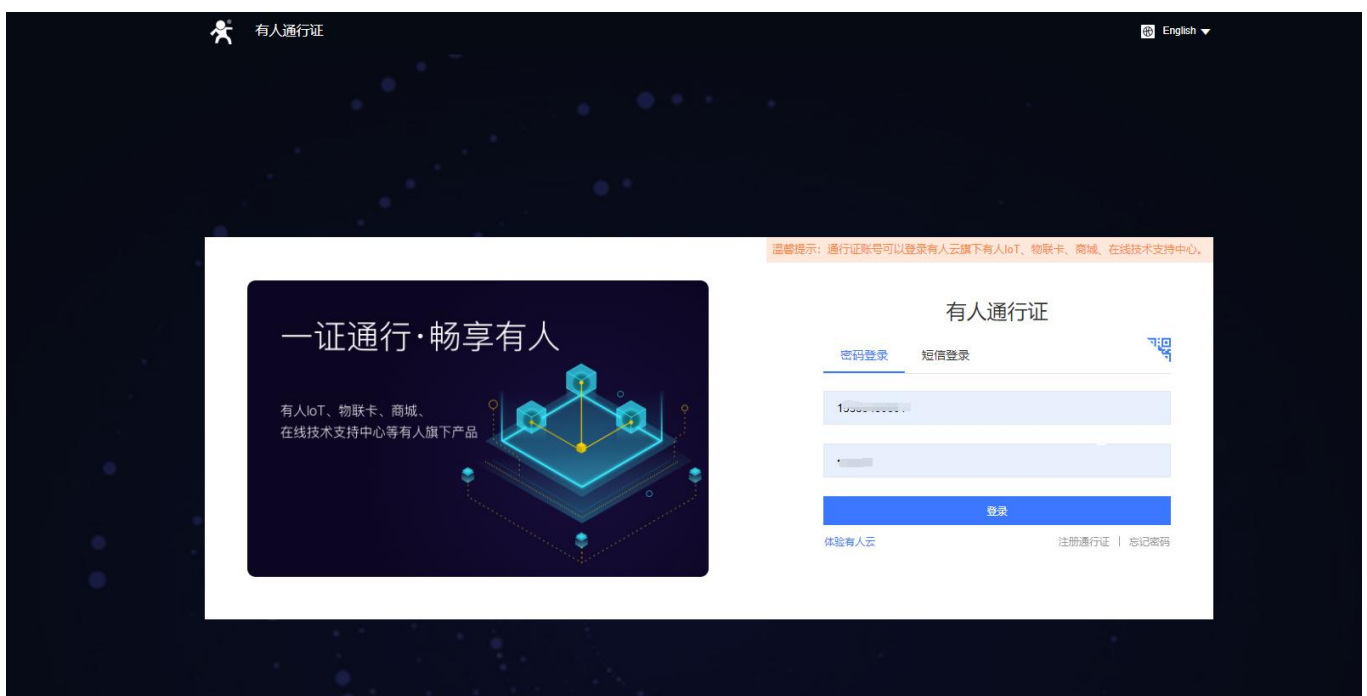 有人通行证
English
温馨提示：通行证账号可以登录有人云旗下有人IoT、物联卡、商城、在线技术支持中心。
一证通行·畅享有人
有人IoT、物联卡、商城、
在线技术支持中心等有人旗下产品
有人通行证
密码登录 短信登录
登录
体验有人云 注册通行证 | 忘记密码